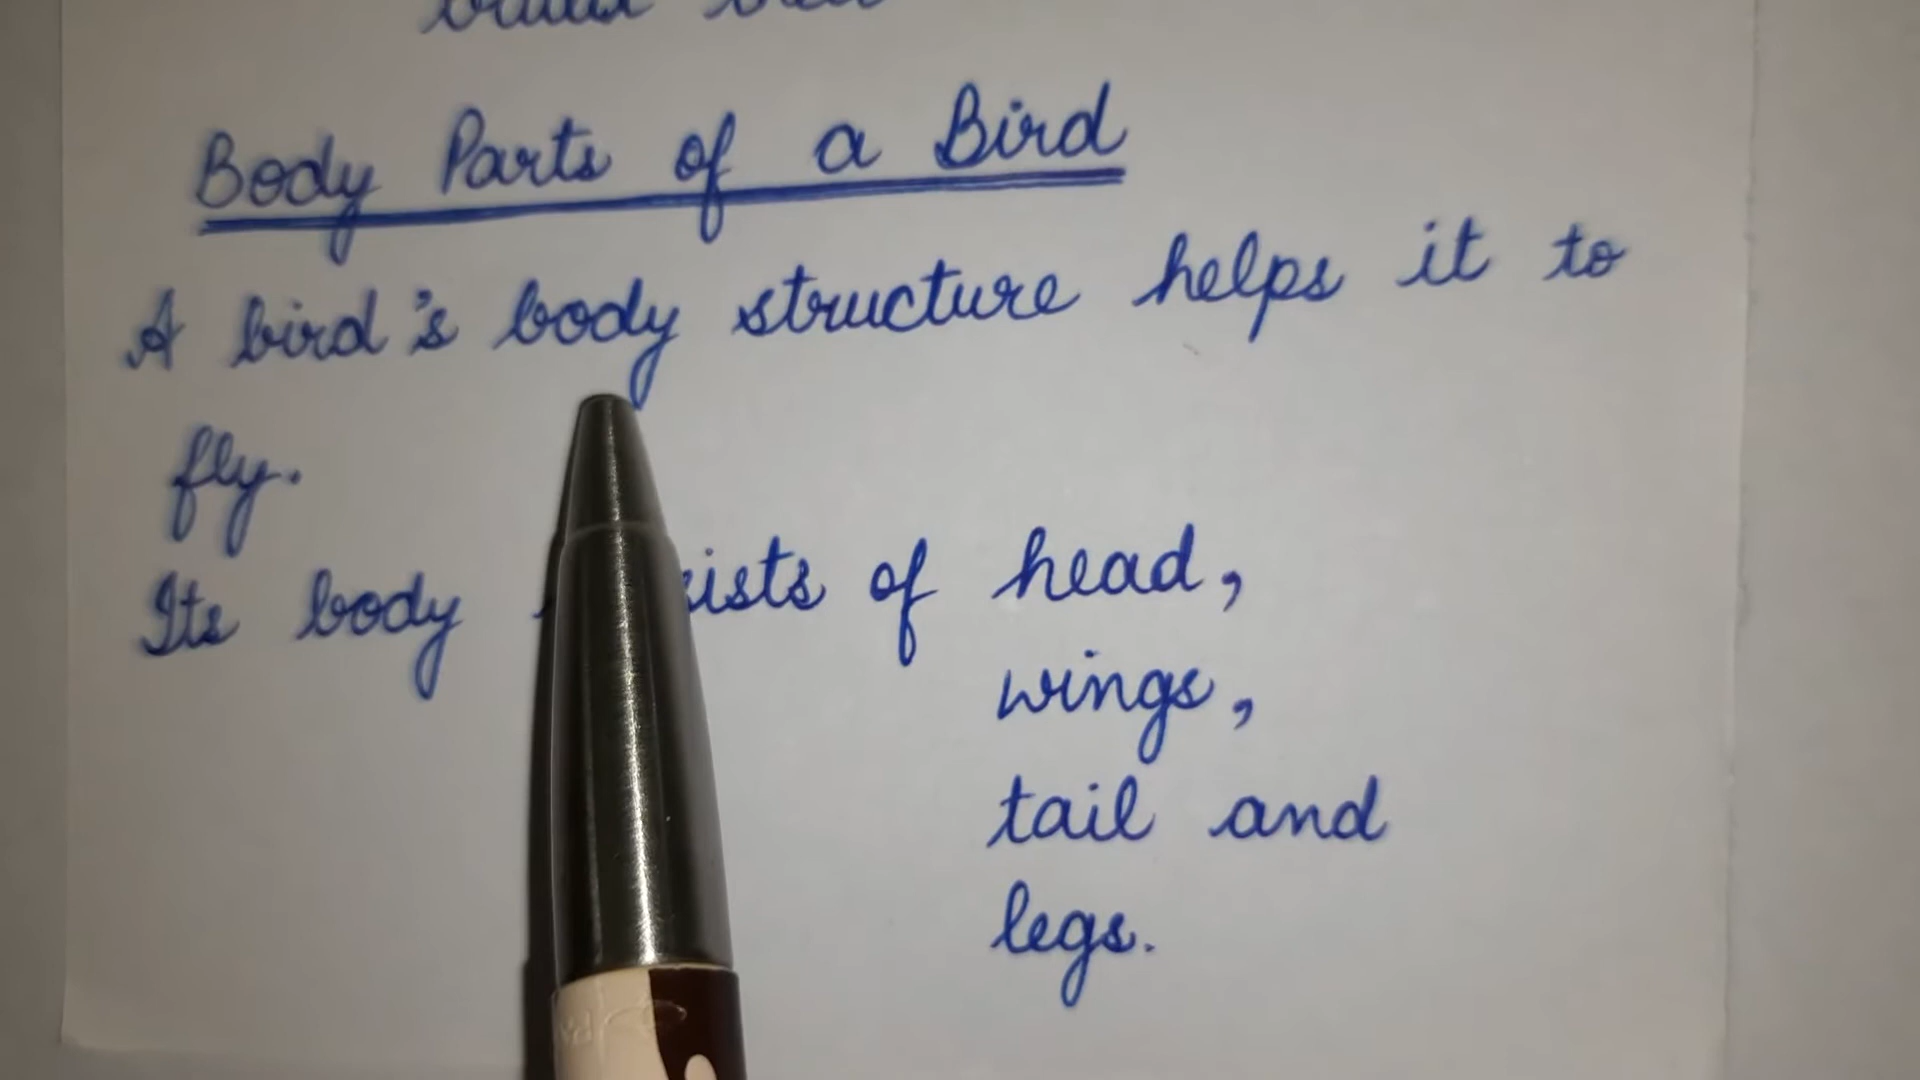 Body Parts of a Bird
A bird's body structure helps it to
fly.
Its body of head,
wings,
tail and
legs.